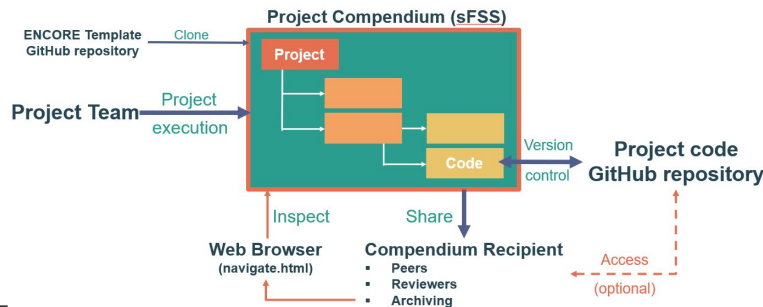 Project Compendium (sFSS)
ENCORE Template
GitHub repository
Clone
Project
Project Team
Project
execution
Code
Version
control
Project code
GitHub repository
Inspect
Share
Web Browser
(navigate.html)
Compendium Recipient
▪ Peers
▪ Reviewers
▪ Archiving
Access
(optional)